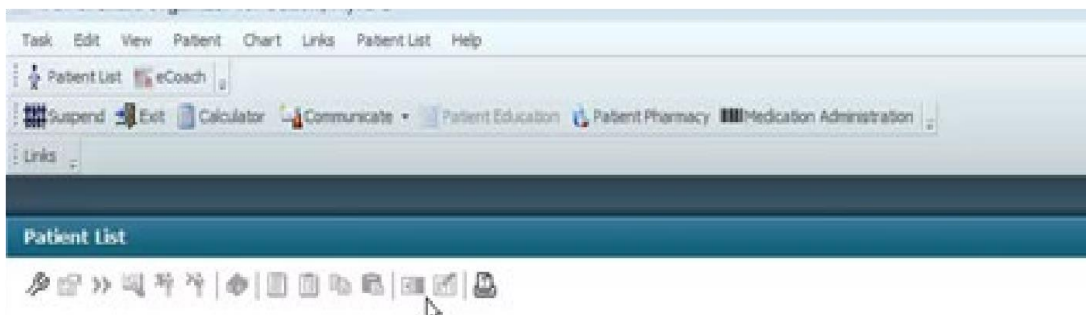 Task Edit View Patient Chart Links Patient List Help
Patient List eCoach
Suspend Exit Calculator Communicate Patient Education Patient Pharmacy Medication Administration
Links
Patient List